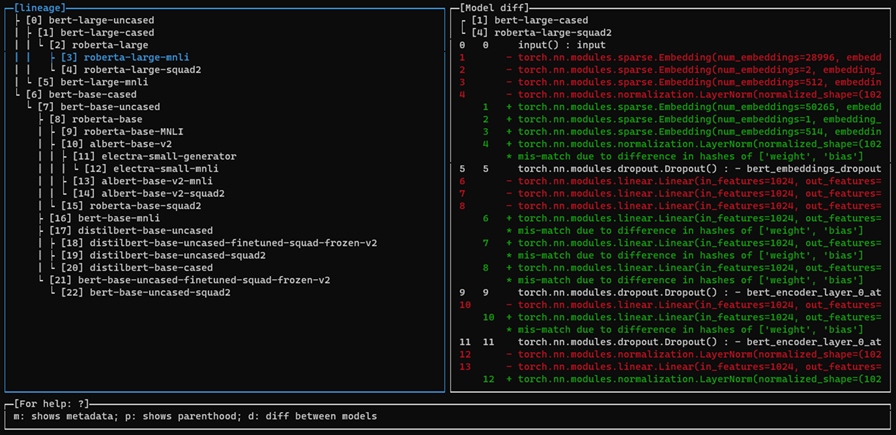 [lineage]
[0] bert-large-uncased
[1] bert-large-cased
[2] roberta-large
[3] roberta-large-mnli
[4] roberta-large-squad2
[5] bert-large-mnli
[6] bert-base-cased
[7] bert-base-uncased
[8] roberta-base
[9] roberta-base-MNLI
[10] albert-base-v2
[11] electra-small-generator
[12] electra-small-mnli
[13] albert-base-v2-mnli
[14] albert-base-v2-squad2
[15] roberta-base-squad2
[16] bert-base-mnli
[17] distilbert-base-uncased
[18] distilbert-base-uncased-finetuned-squad-frozen-v2
[19] distilbert-base-uncased-squad2
[20] distilbert-base-cased
[21] bert-base-uncased-finetuned-squad-frozen-v2
[22] bert-base-uncased-squad2
[Model diff]
[1] bert-large-cased
[4] roberta-large-squad2
0 0 input() : input
1 - torch.nn.modules.sparse.Embedding(num_embeddings=28996, embedd
2 - torch.nn.modules.sparse.Embedding(num_embeddings=2, embedding_
3 - torch.nn.modules.sparse.Embedding(num_embeddings=512, embeddin
4 - torch.nn.modules.normalization.LayerNorm(normalized_shape=(102
1 + torch.nn.modules.sparse.Embedding(num_embeddings=50265, embedd
2 + torch.nn.modules.sparse.Embedding(num_embeddings=1, embedding_
3 + torch.nn.modules.sparse.Embedding(num_embeddings=514, embeddin
4 + torch.nn.modules.normalization.LayerNorm(normalized_shape=(102
* mis-match due to difference in hashes of ['weight', 'bias']
5 5 torch.nn.modules.dropout.Dropout() : - bert_embeddings_dropout
6 - torch.nn.modules.linear.Linear(in_features=1024, out_features=
7 - torch.nn.modules.linear.Linear(in_features=1024, out_features=
8 - torch.nn.modules.linear.Linear(in_features=1024, out_features=
6 + torch.nn.modules.linear.Linear(in_features=1024, out_features=
* mis-match due to difference in hashes of ['weight', 'bias']
7 + torch.nn.modules.linear.Linear(in_features=1024, out_features=
* mis-match due to difference in hashes of ['weight', 'bias']
8 + torch.nn.modules.linear.Linear(in_features=1024, out_features=
* mis-match due to difference in hashes of ['weight', 'bias']
9 9 torch.nn.modules.dropout.Dropout() : - bert_encoder_layer_0_at
10 - torch.nn.modules.linear.Linear(in_features=1024, out_features=
10 + torch.nn.modules.linear.Linear(in_features=1024, out_features=
* mis-match due to difference in hashes of ['weight', 'bias']
11 11 torch.nn.modules.dropout.Dropout() : - bert_encoder_layer_0_at
12 - torch.nn.modules.normalization.LayerNorm(normalized_shape=(102
13 - torch.nn.modules.linear.Linear(in_features=1024, out_features=
12 + torch.nn.modules.normalization.LayerNorm(normalized_shape=(102
[For help: ?]
m: shows metadata; p: shows parenthood; d: diff between models